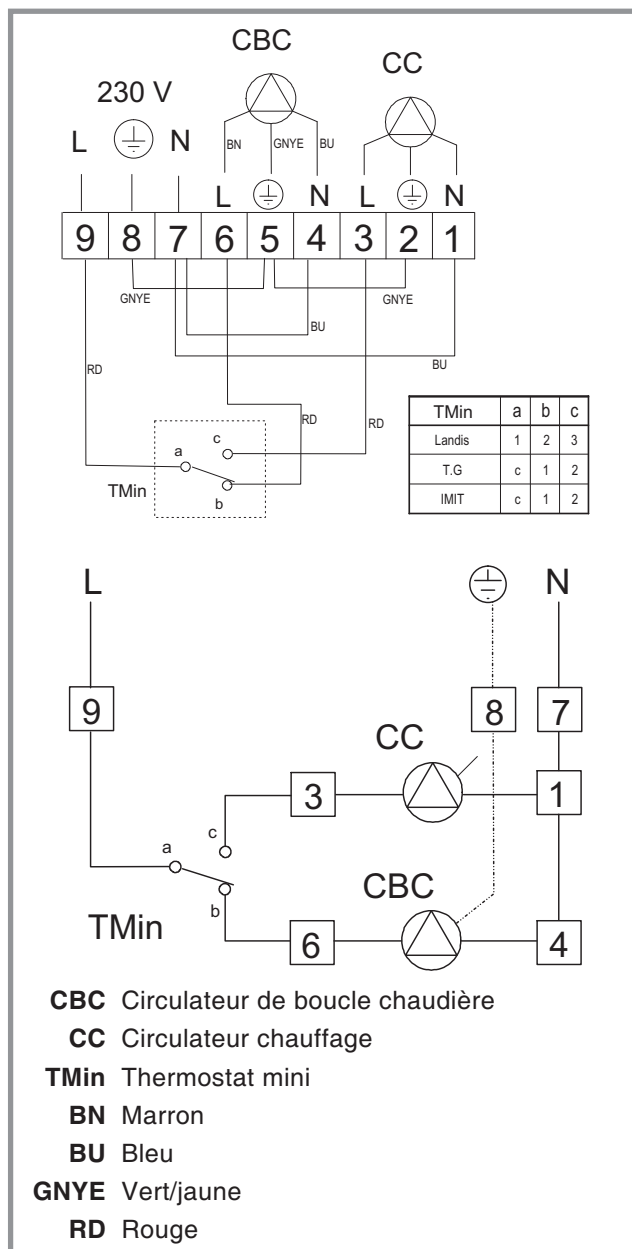 CBC
CC
230 V
L N
BN GNYE BU
L N L N
9 8 7 6 5 4 3 2 1
GNYE GNYE
BU
BU
RD
RD RD
TMin a b c
Landis 1 2 3
T.G c 1 2
IMIT c 1 2
c
a
TMin
b
L N
9 8 7
CC
3 1
c
a
CBC
b
TMin
6 4
CBC Circulateur de boucle chaudière
CC Circulateur chauffage
TMin Thermostat mini
BN Marron
BU Bleu
GNYE Vert/jaune
RD Rouge